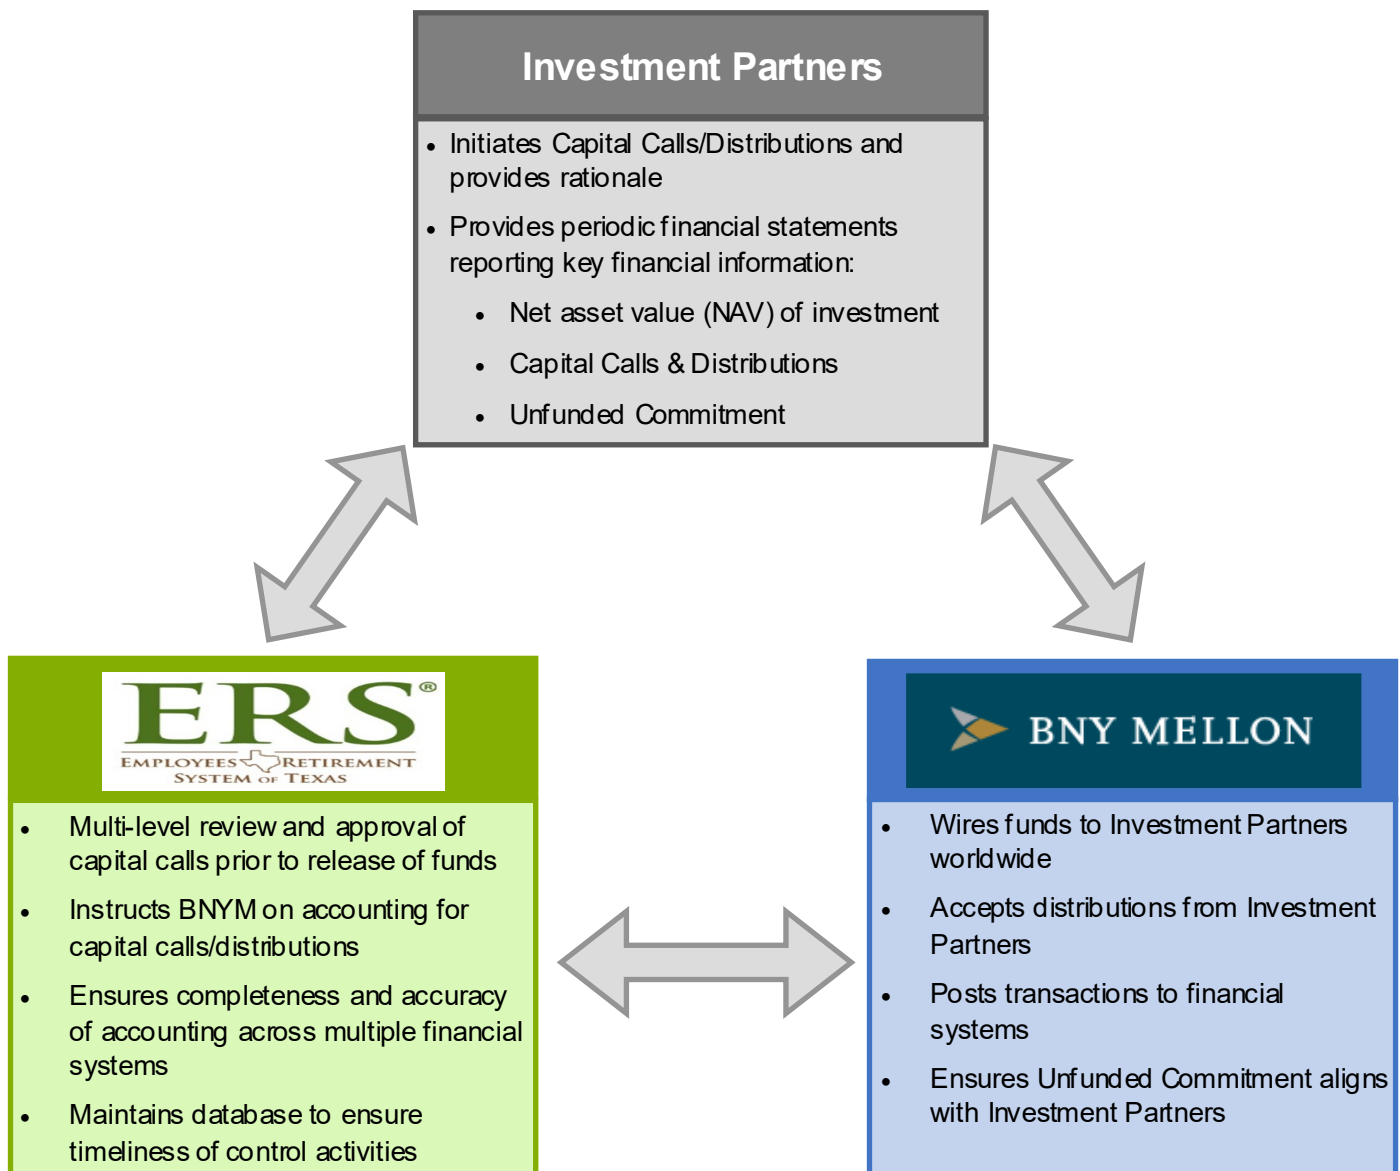 Investment Partners
• Initiates Capital Calls/Distributions and
provides rationale
• Provides periodic financial statements
reporting key financial information:
• Net asset value (NAV) of investment
• Capital Calls & Distributions
• Unfunded Commitment
ERS®
EMPLOYEES RETIREMENT
SYSTEM OF TEXAS
• Multi-level review and approval of
capital calls prior to release of funds
• Instructs BNYM on accounting for
capital calls/distributions
• Ensures completeness and accuracy
of accounting across multiple financial
systems
• Maintains database to ensure
timeliness of control activities
BNY MELLON
• Wires funds to Investment Partners
worldwide
• Accepts distributions from Investment
Partners
• Posts transactions to financial
systems
• Ensures Unfunded Commitment aligns
with Investment Partners